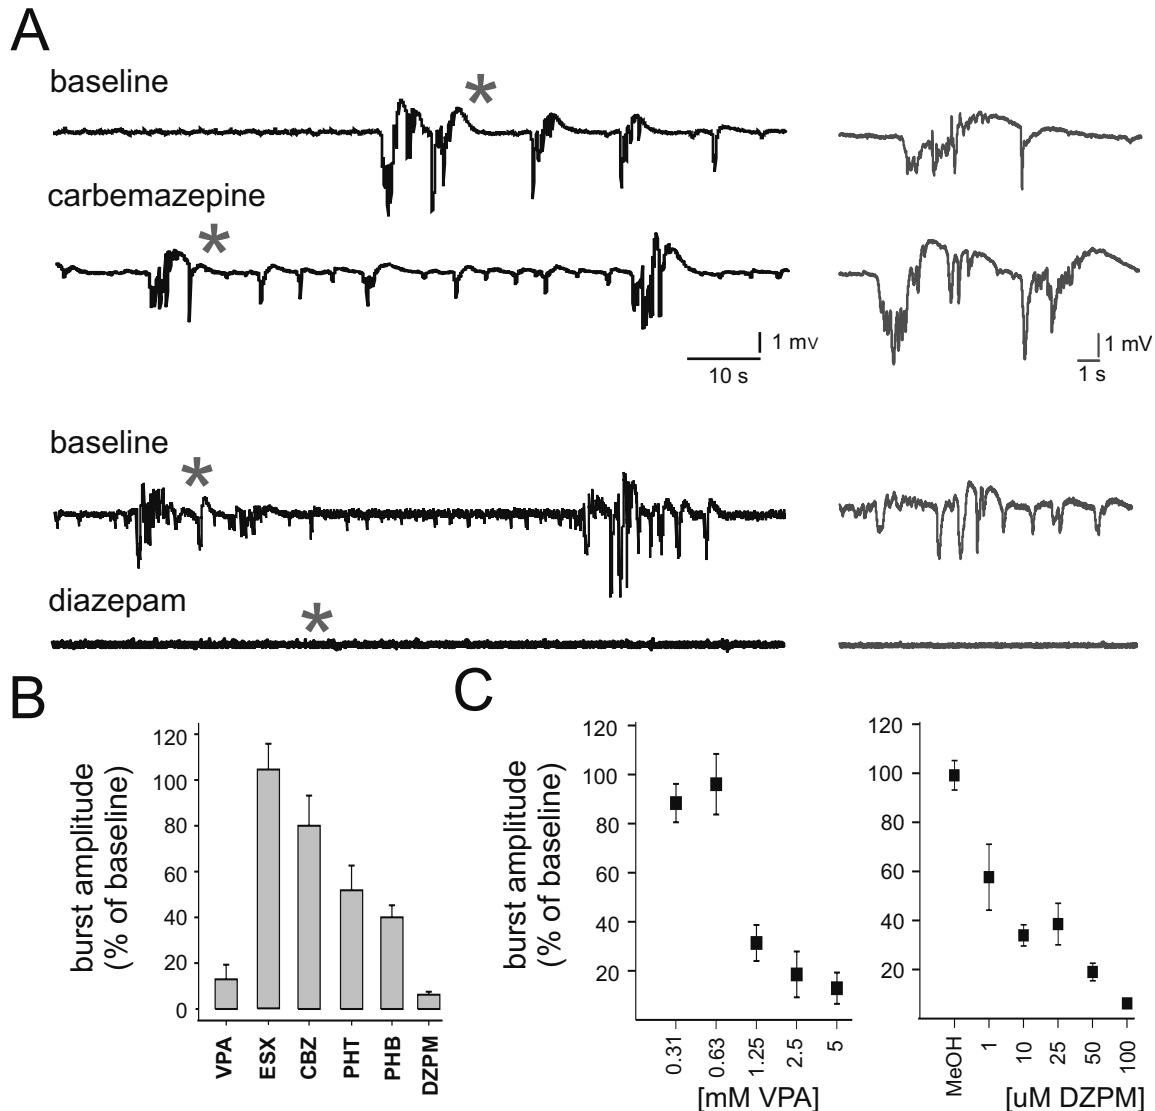 A
baseline
*
carbemazepine
*
1 mV
10 s
1 mV
1 s
baseline
*
diazepam
*
B
burst amplitude
(% of baseline)
120
100
80
60
40
20
0
VPA
ESX
CBZ
PHT
PHB
DZPM
C
burst amplitude
(% of baseline)
120
100
80
60
40
20
0.31
0.63
1.25
2.5
5
[mM VPA]
120
100
80
60
40
20
MeOH
1
10
25
50
100
[uM DZPM]